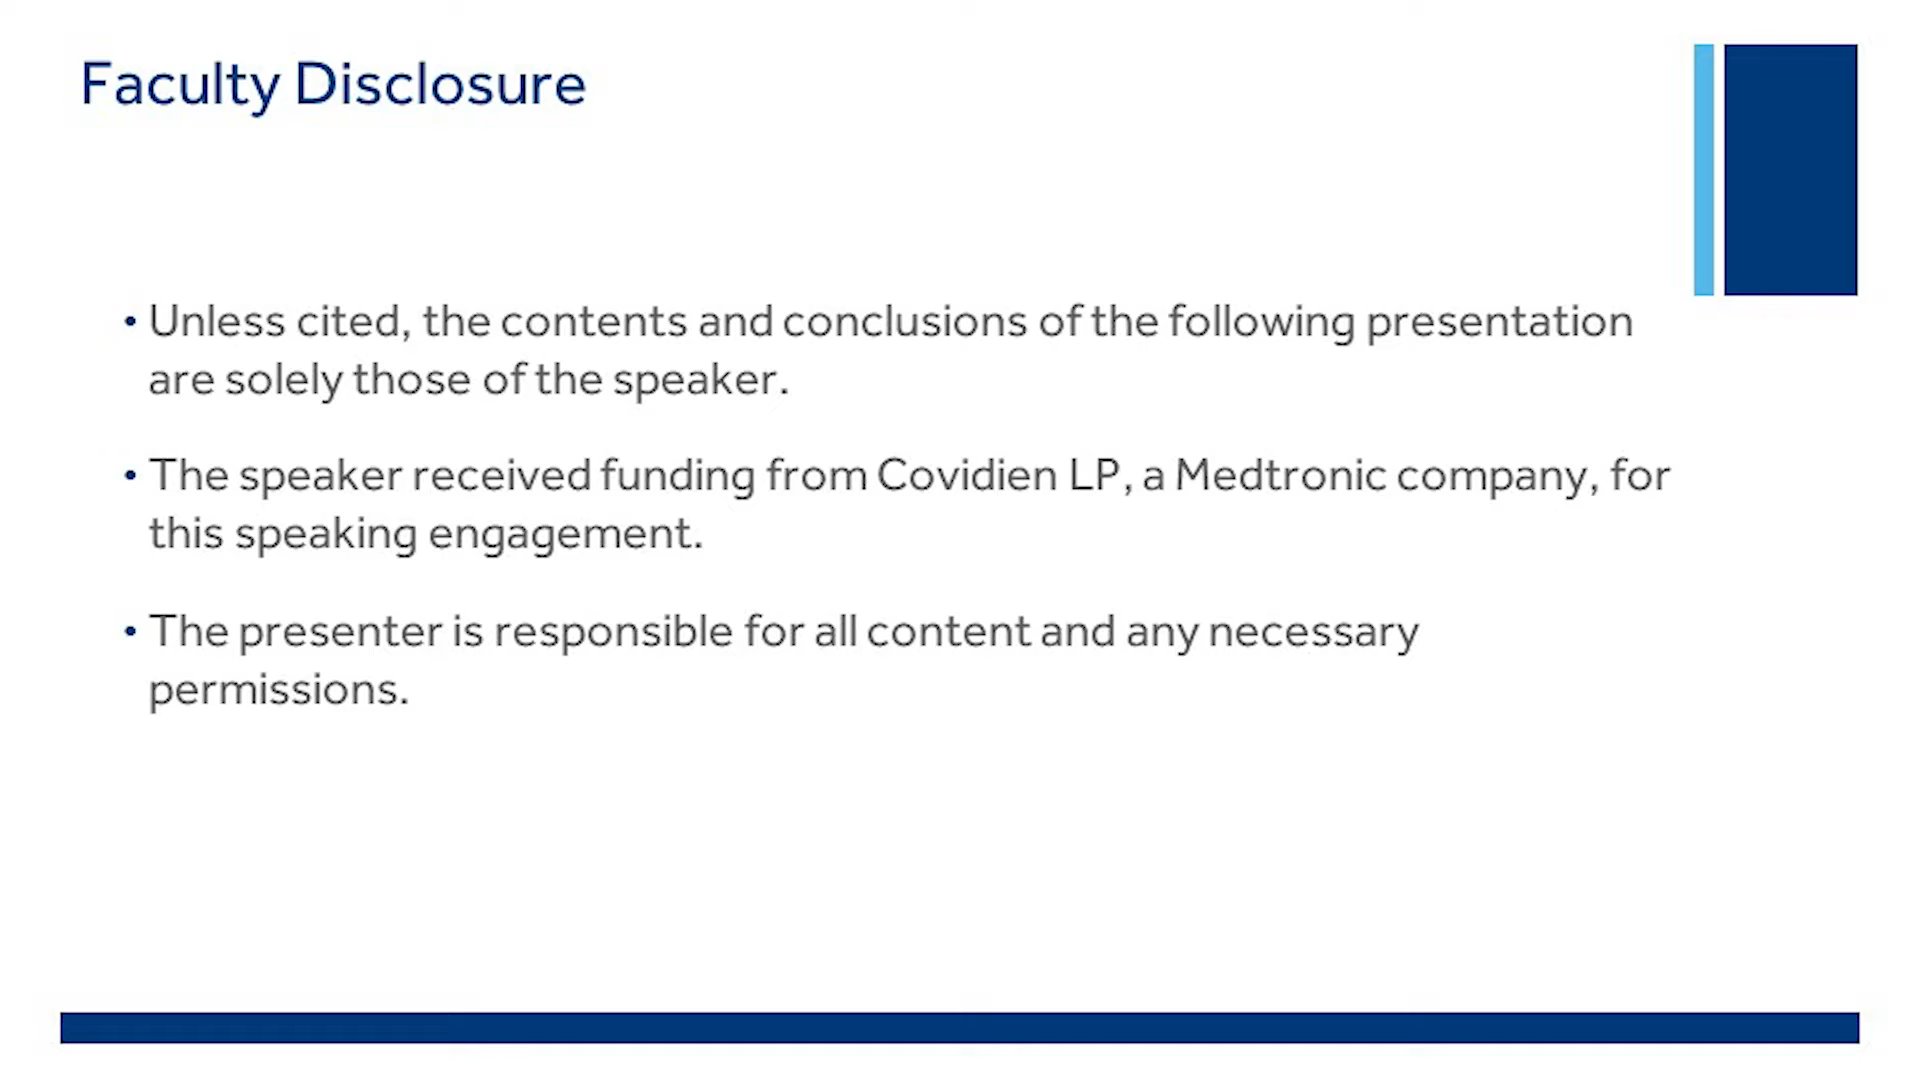 Faculty Disclosure
• Unless cited, the contents and conclusions of the following presentation
are solely those of the speaker.
• The speaker received funding from Covidien LP, a Medtronic company, for
this speaking engagement.
• The presenter is responsible for all content and any necessary
permissions.